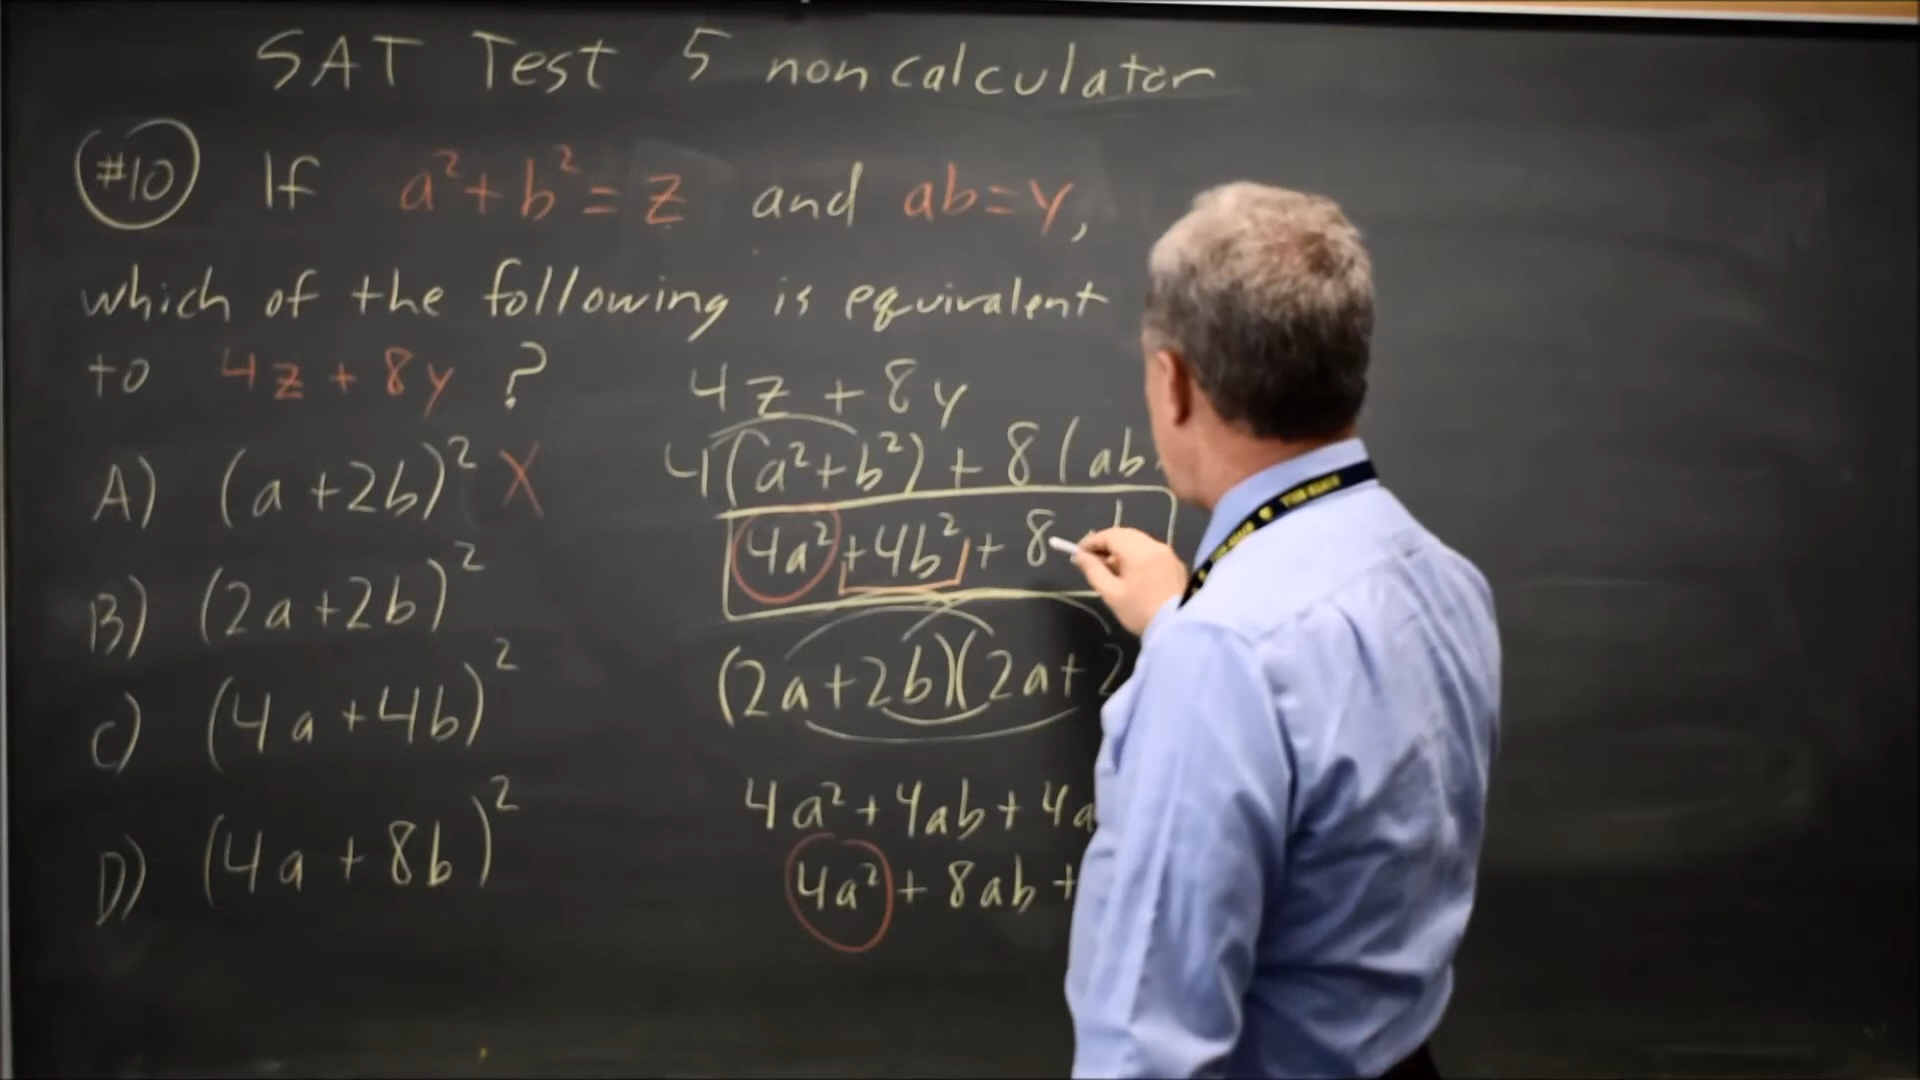 SAT Test 5 noncalculator
#10 If a²+b²=z and ab=y,
which of the following is equivalent
to 4z+8y ?
A) (a+2b)² X
B) (2a+2b)²
C) (4a+4b)²
D) (4a+8b)²
4z+8y
4(a²+b²)+8(ab
4a²+4b²+8
(2a+2b)(2a+2
4a²+4ab+4a
4a²+8ab+